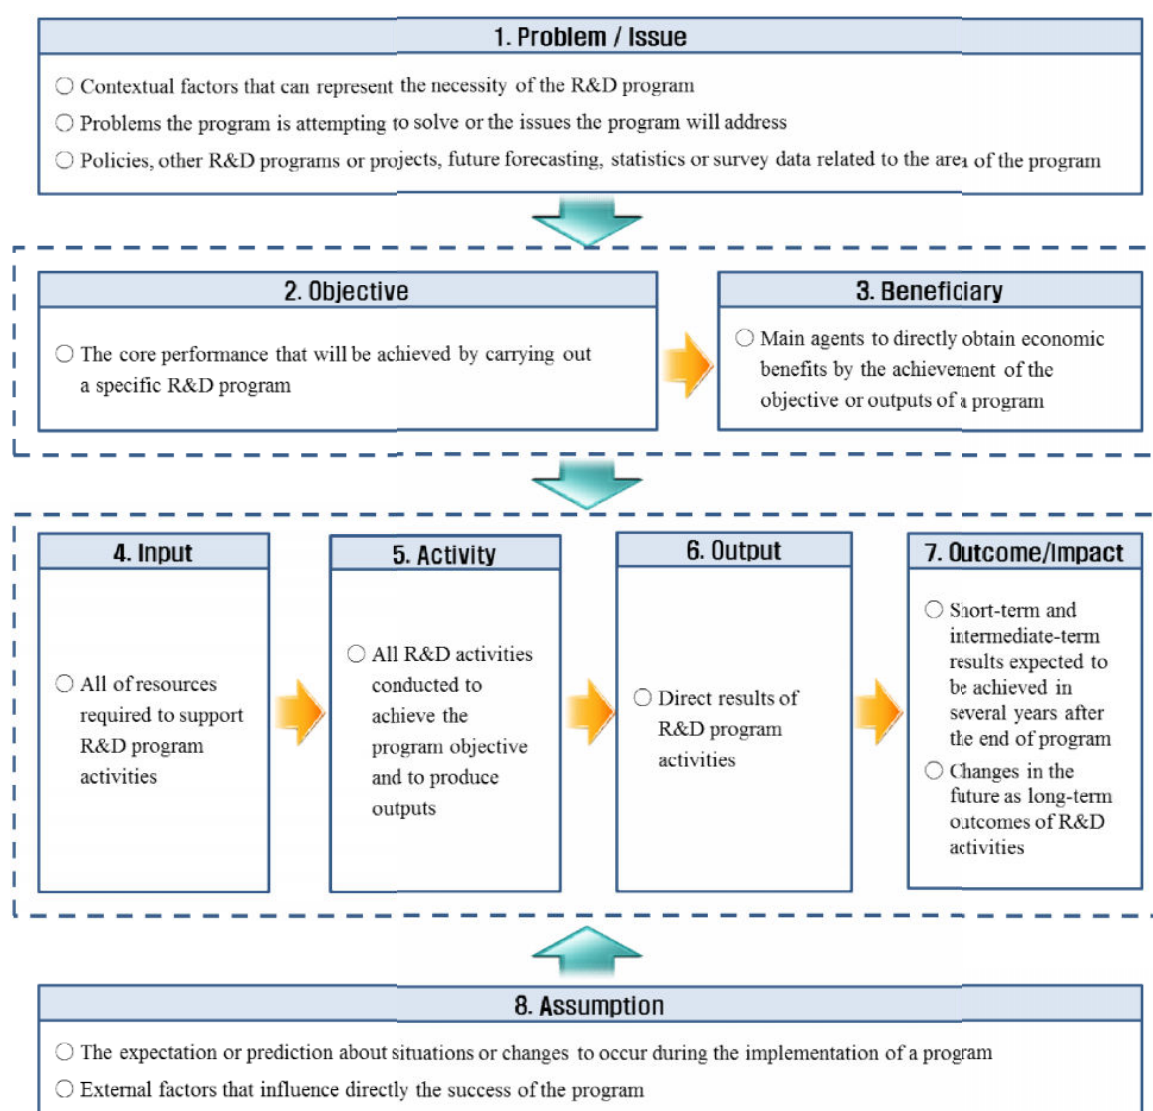 1. Problem / Issue
○ Contextual factors that can represent the necessity of the R&D program
○ Problems the program is attempting to solve or the issues the program will address
○ Policies, other R&D programs or projects, future forecasting, statistics or survey data related to the area of the program
2. Objective
○ The core performance that will be achieved by carrying out
a specific R&D program
3. Beneficiary
○ Main agents to directly obtain economic
benefits by the achievement of the
objective or outputs of a program
4. Input
○ All of resources
required to support
R&D program
activities
5. Activity
○ All R&D activities
conducted to
achieve the
program objective
and to produce
outputs
6. Output
○ Direct results of
R&D program
activities
7. Outcome/Impact
○ Short-term and
intermediate-term
results expected to
be achieved in
several years after
the end of program
○ Changes in the
future as long-term
outcomes of R&D
activities
8. Assumption
○ The expectation or prediction about situations or changes to occur during the implementation of a program
○ External factors that influence directly the success of the program